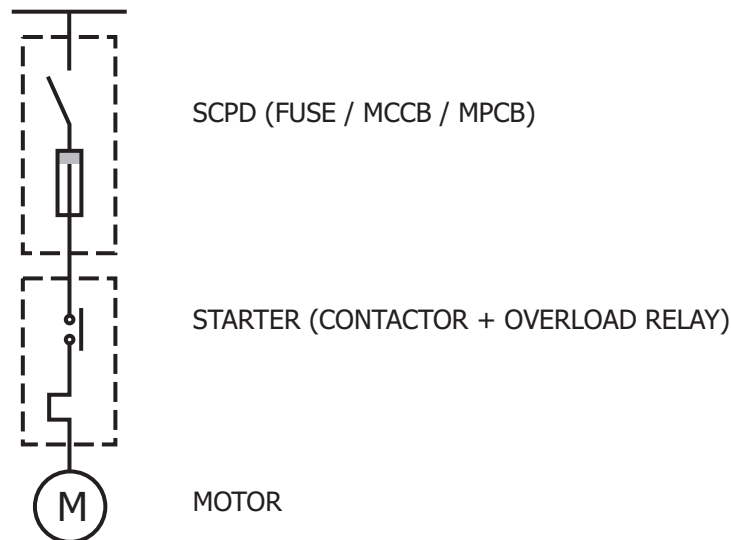 SCPD (FUSE / MCCB / MPCB)
STARTER (CONTACTOR + OVERLOAD RELAY)
M
MOTOR